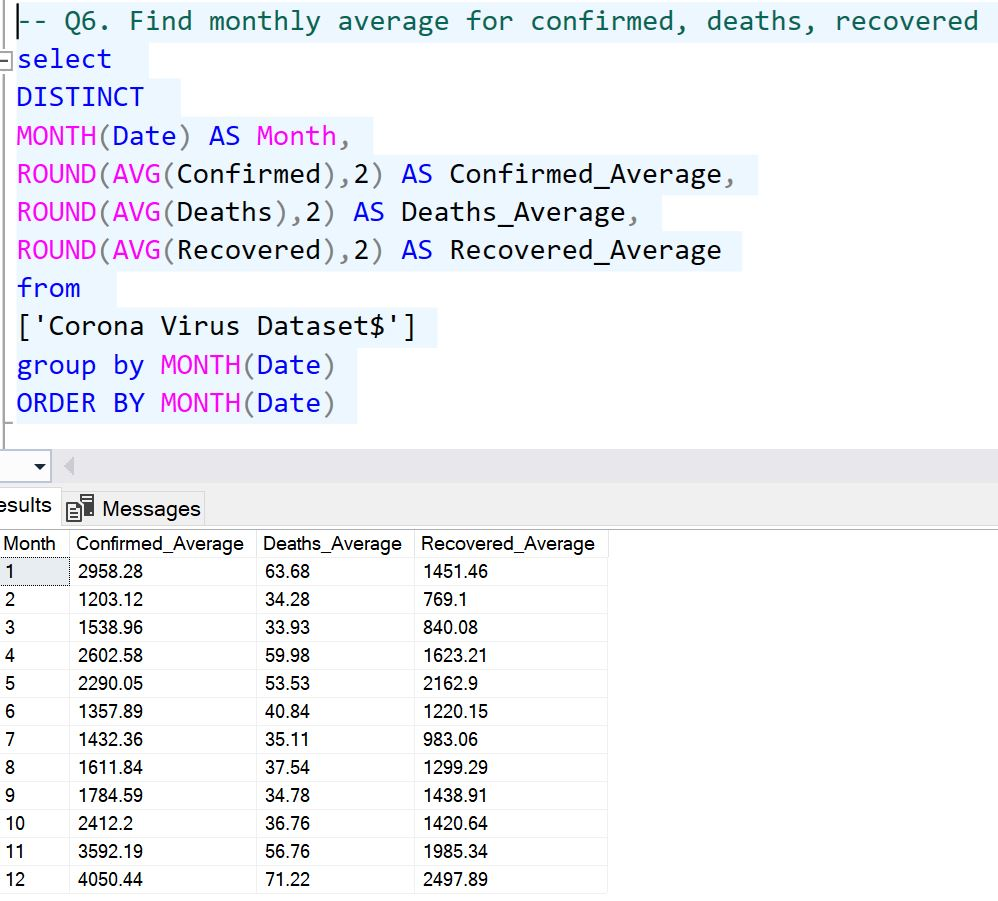 -- Q6. Find monthly average for confirmed, deaths, recovered
select
DISTINCT
MONTH(Date) AS Month,
ROUND(AVG(Confirmed),2) AS Confirmed_Average,
ROUND(AVG(Deaths),2) AS Deaths_Average,
ROUND(AVG(Recovered),2) AS Recovered_Average
from
['Corona Virus Dataset$']
group by MONTH(Date)
ORDER BY MONTH(Date)
esults Messages
Month Confirmed_Average Deaths_Average Recovered_Average
1 2958.28 63.68 1451.46
2 1203.12 34.28 769.1
3 1538.96 33.93 840.08
4 2602.58 59.98 1623.21
5 2290.05 53.53 2162.9
6 1357.89 40.84 1220.15
7 1432.36 35.11 983.06
8 1611.84 37.54 1299.29
9 1784.59 34.78 1438.91
10 2412.2 36.76 1420.64
11 3592.19 56.76 1985.34
12 4050.44 71.22 2497.89